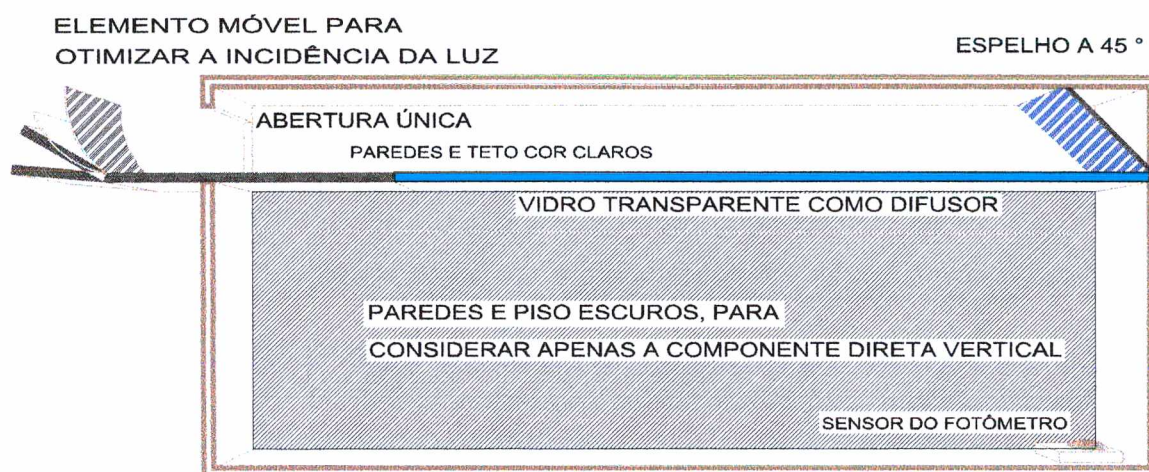 ELEMENTO MÓVEL PARA
OTIMIZAR A INCIDÊNCIA DA LUZ
ESPELHO A 45 °
ABERTURA ÚNICA
PAREDES E TETO COR CLAROS
VIDRO TRANSPARENTE COMO DIFUSOR
PAREDES E PISO ESCUROS, PARA
CONSIDERAR APENAS A COMPONENTE DIRETA VERTICAL
SENSOR DO FOTÔMETRO